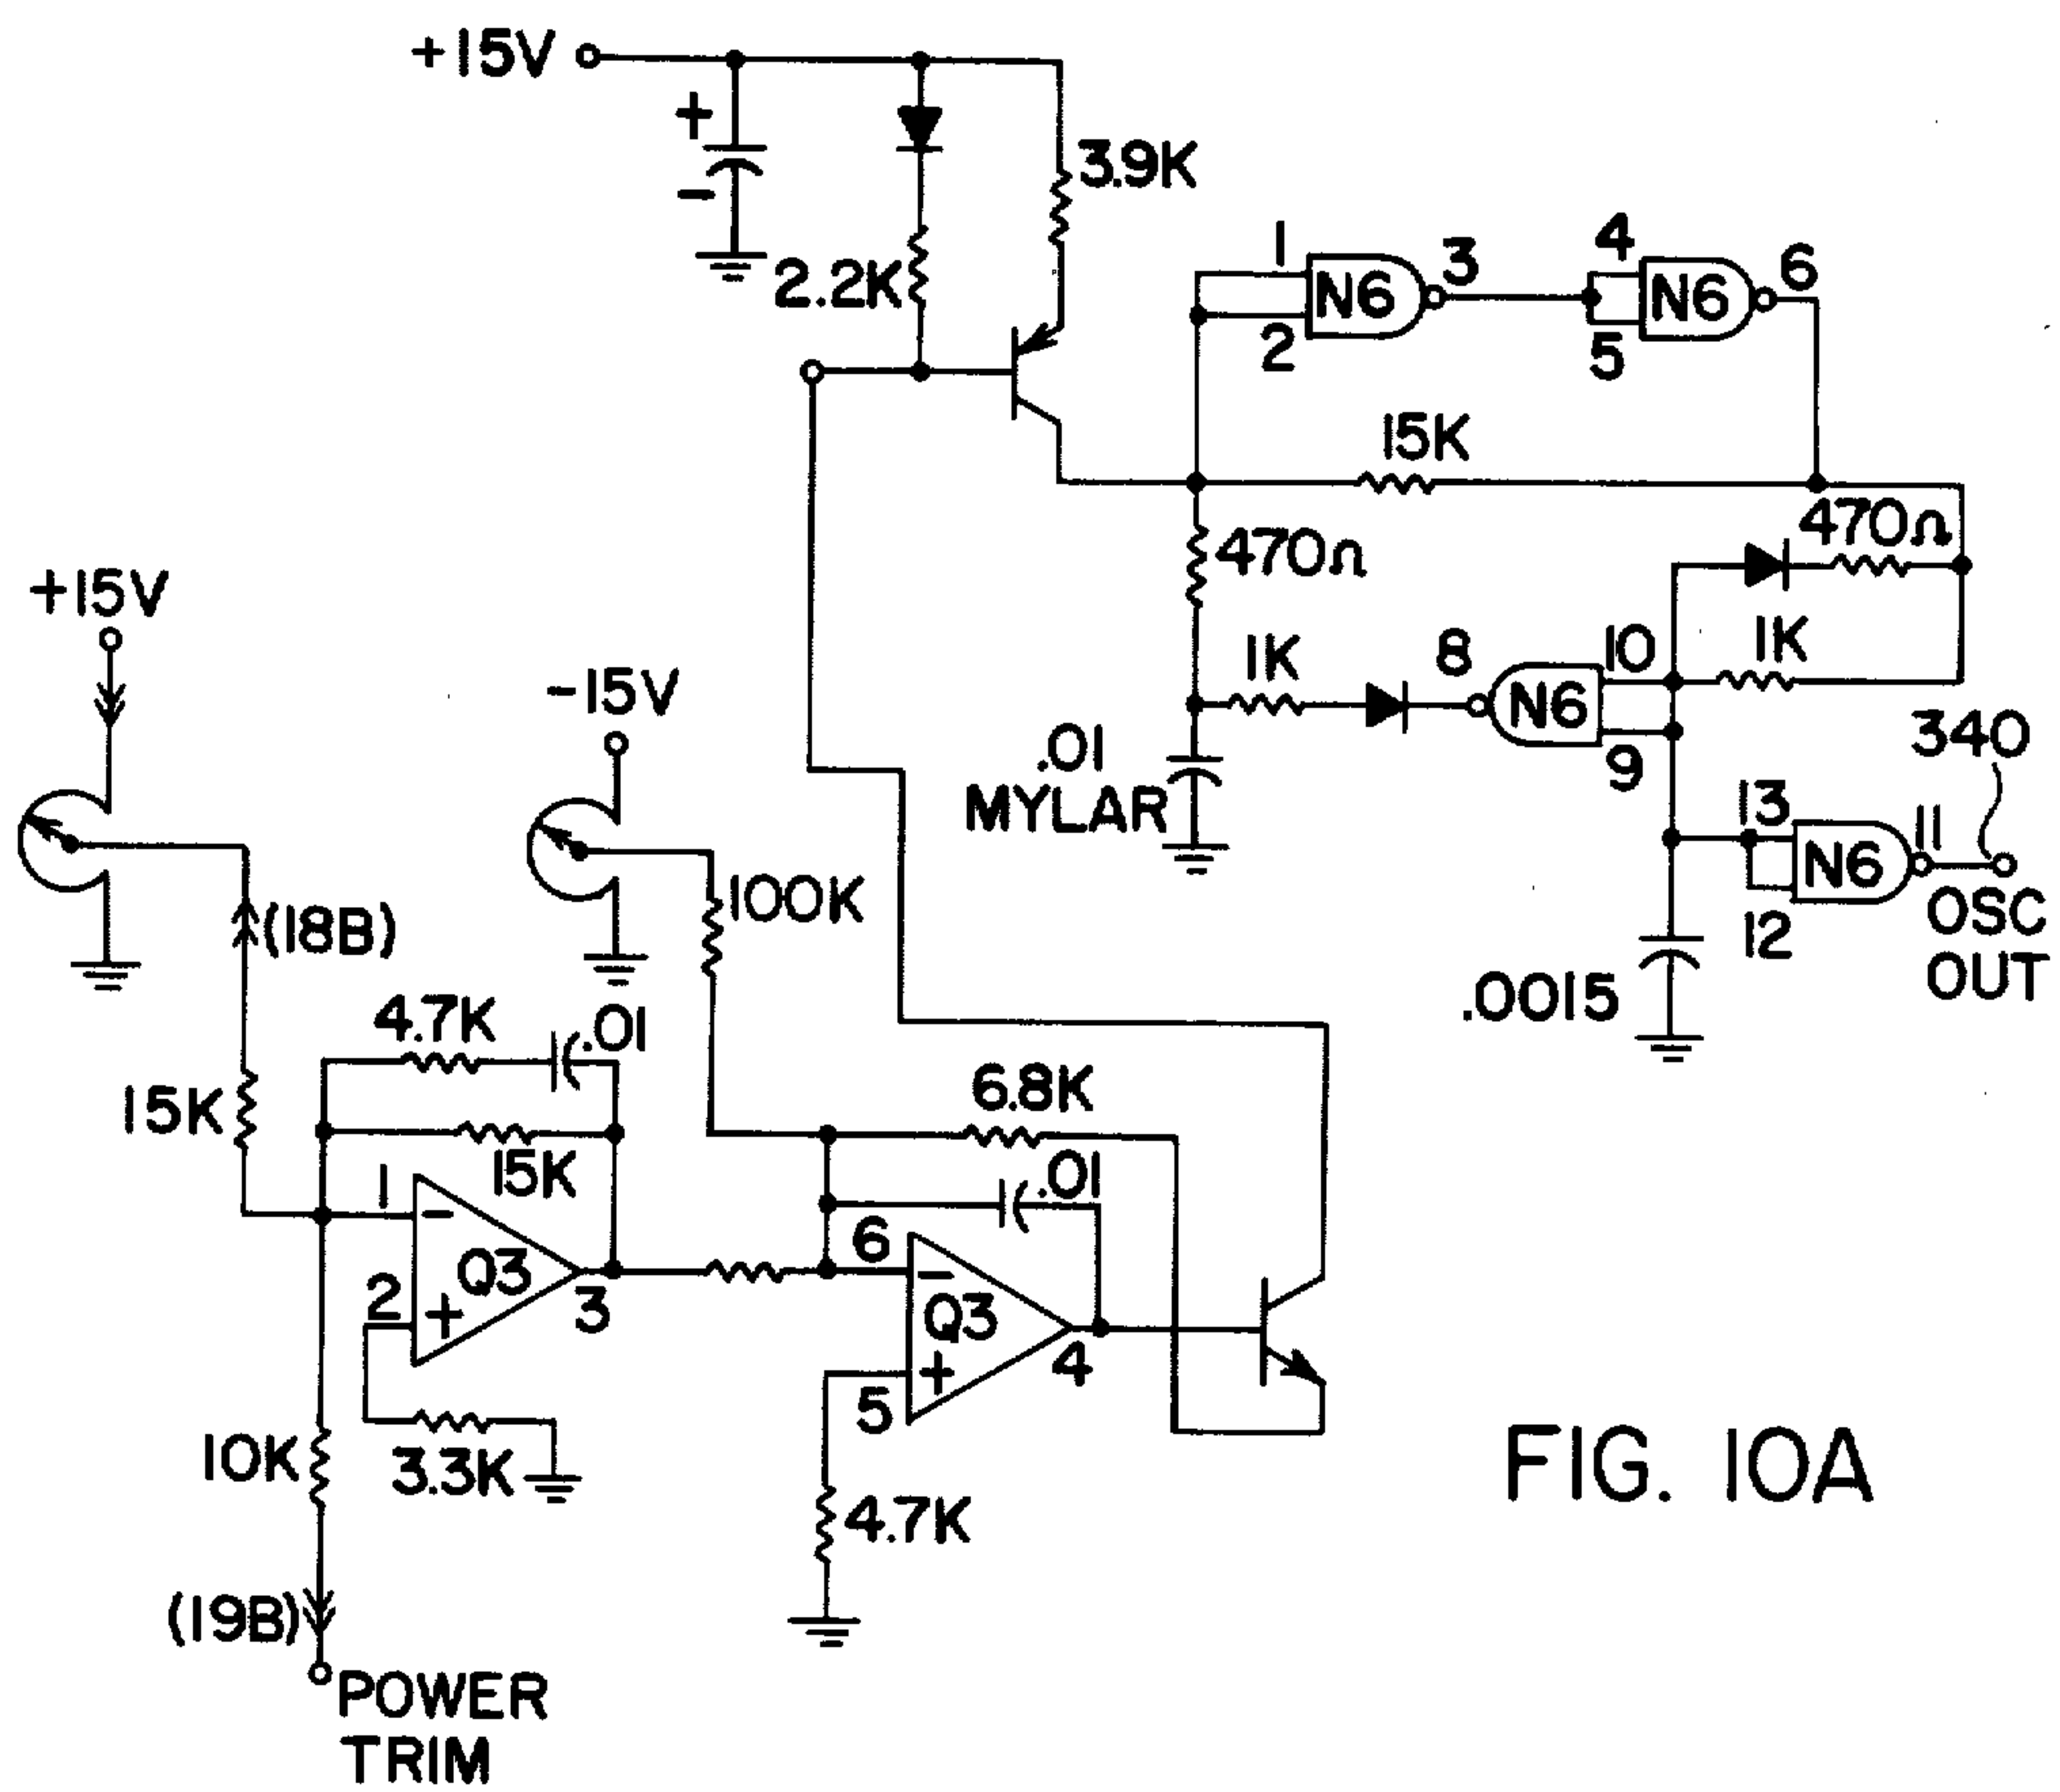 +15V
+
-
3.9K
2.2K
1
2
N6
3
4
5
N6
6
15K
470Ω
470Ω
+15V
-15V
1K
8
N6
10
9
1K
340
.01
MYLAR
13
12
N6
11
OSC
OUT
100K
(18B)
.0015
4.7K
.01
15K
15K
6.8K
.01
1
-
Q3
2
+
3
6
-
Q3
5
+
4
10K
3.3K
4.7K
FIG. 10A
(19B)
POWER
TRIM